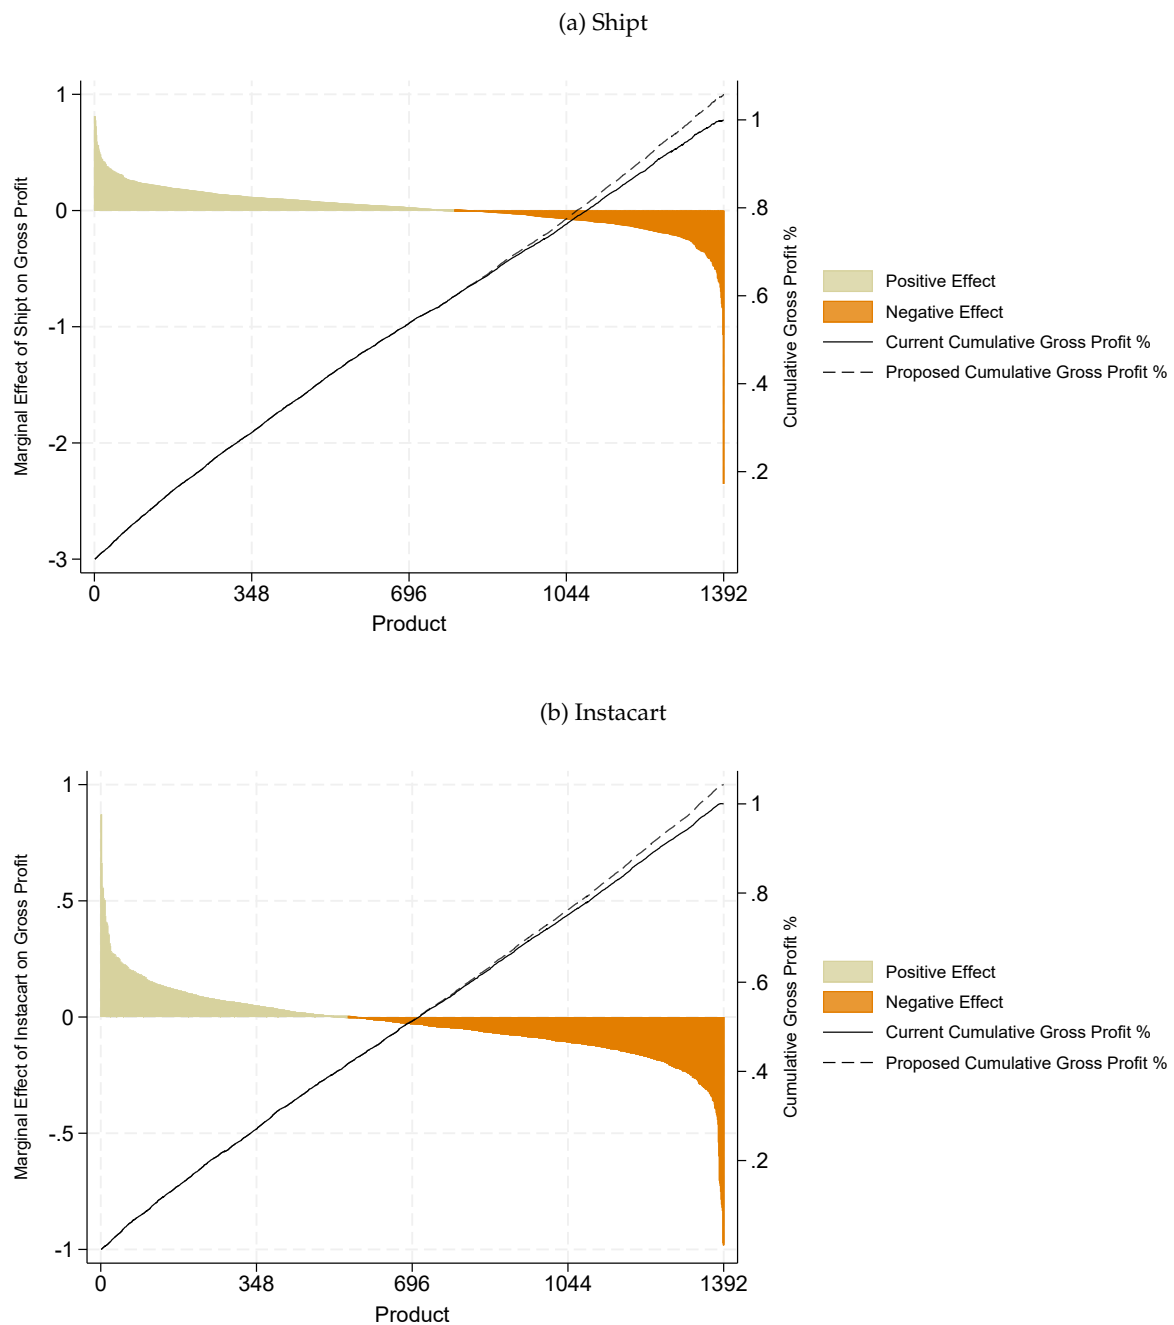 (a) Shipt
Marginal Effect of Shipt on Gross Profit
1
0
-1
-2
-3
0 348 696 1044 1392
Product
1
.8
.6
.4
.2
Cumulative Gross Profit %
Positive Effect
Negative Effect
Current Cumulative Gross Profit %
Proposed Cumulative Gross Profit %
(b) Instacart
Marginal Effect of Instacart on Gross Profit
1
.5
0
-.5
-1
0 348 696 1044 1392
Product
1
.8
.6
.4
.2
Cumulative Gross Profit %
Positive Effect
Negative Effect
Current Cumulative Gross Profit %
Proposed Cumulative Gross Profit %